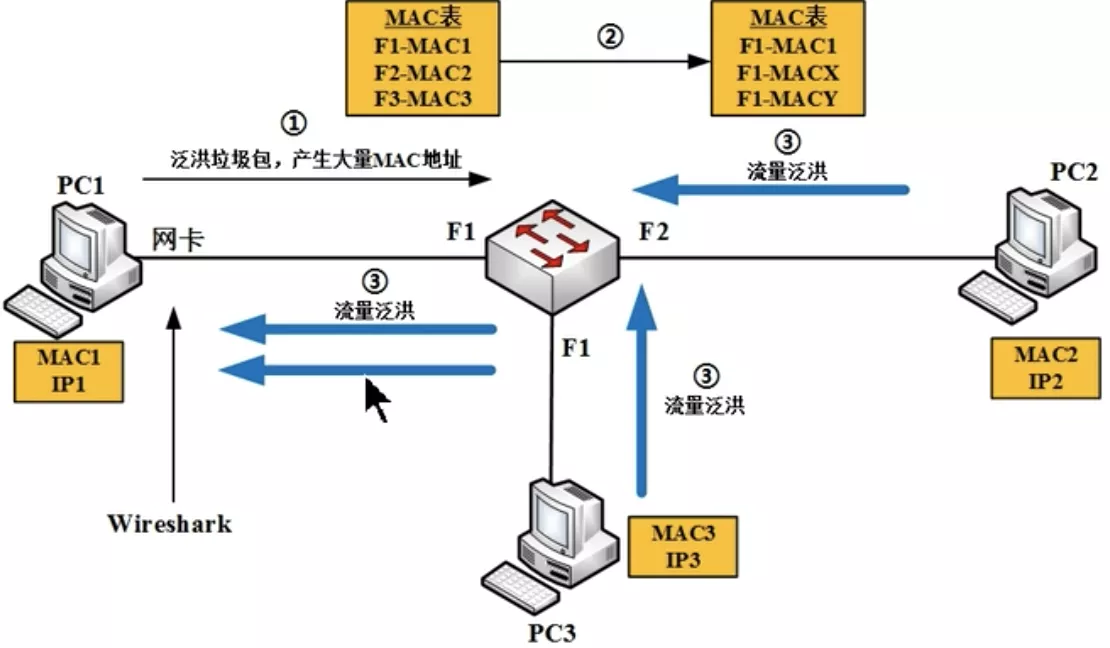 MAC表
F1-MAC1
F2-MAC2
F3-MAC3
②
MAC表
F1-MAC1
F1-MACX
F1-MACY
①
泛洪垃圾包，产生大量MAC地址
③
流量泛洪
PC1
PC2
网卡
F1
F2
③
流量泛洪
F1
③
流量泛洪
MAC1
IP1
MAC2
IP2
Wireshark
MAC3
IP3
PC3